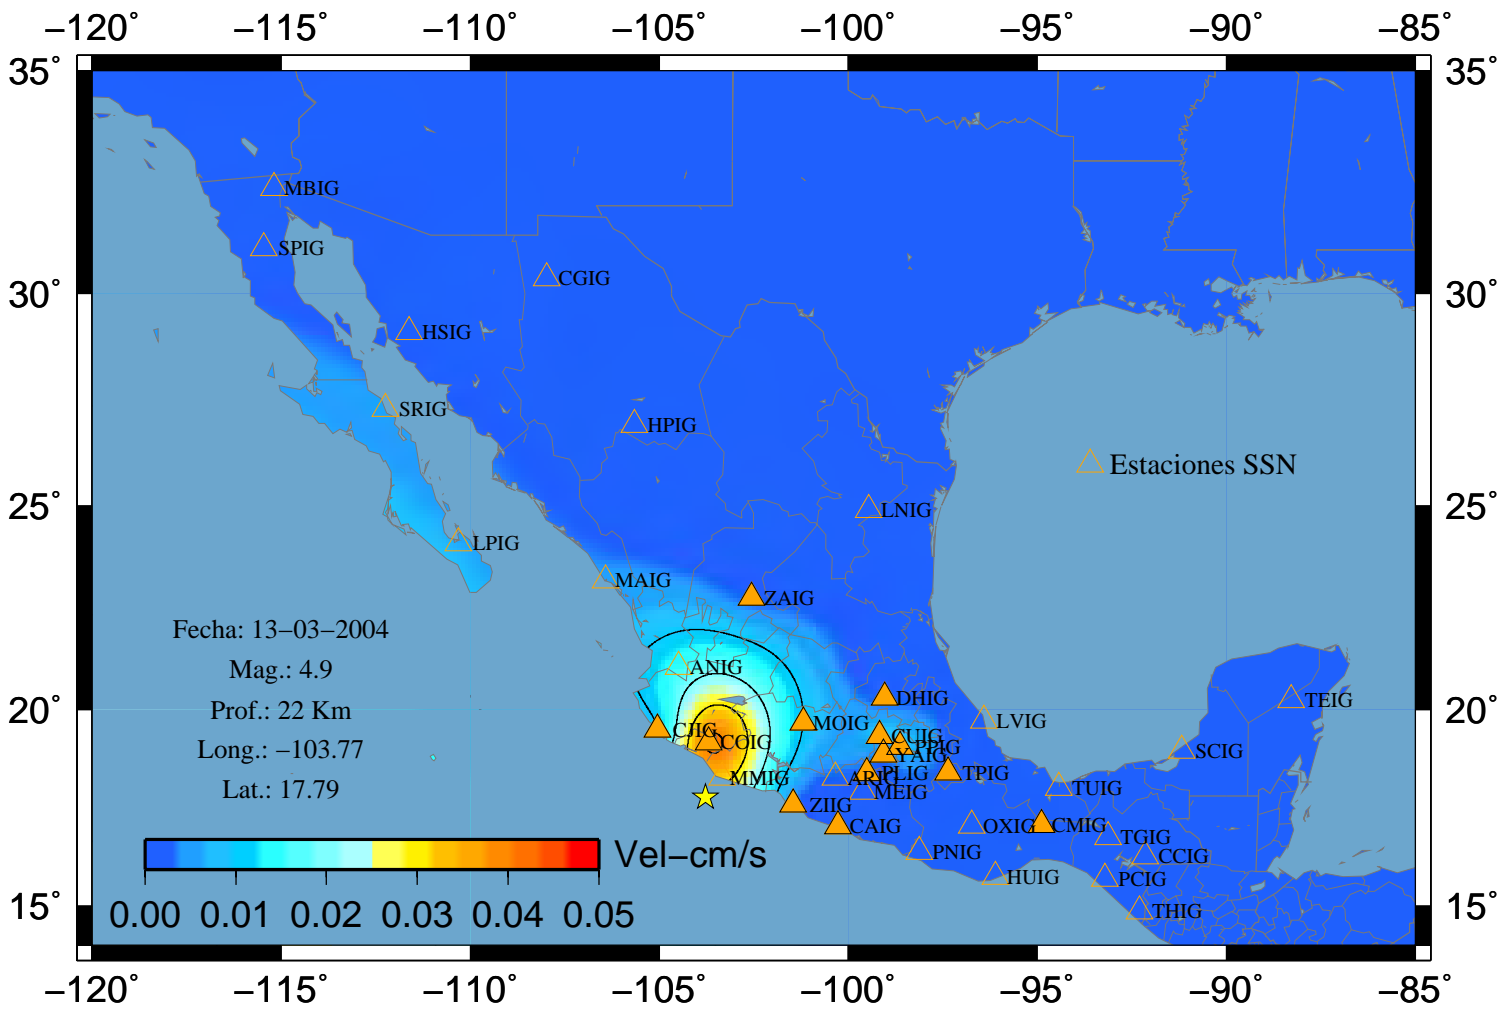 −120° −115° −110° −105° −100° −95° −90° −85°
35° 35°
MBIG
SPIG
CGIG
30° 30°
HSIG
SRIG
HPIG
Estaciones SSN
25° LNIG 25°
LPIG
MAIG
ZAIG
Fecha: 13−03−2004
Mag.: 4.9
ANIG
DHIG
TEIG
Prof.: 22 Km
20° 20°
MOIG
LVIG
CJIG
CUIG
COIG
PPIG
SCIG
Long.: −103.77
YAIG
PLIG
TPIG
MMIG
ARIG
MEIG
TUIG
Lat.: 17.79
ZIIG
CAIG
OXIG
CMIG
TGIG
Vel−cm/s
PNIG
CCIG
HUIG
PCIG
15° 15°
THIG
0.00 0.01 0.02 0.03 0.04 0.05
−120° −115° −110° −105° −100° −95° −90° −85°